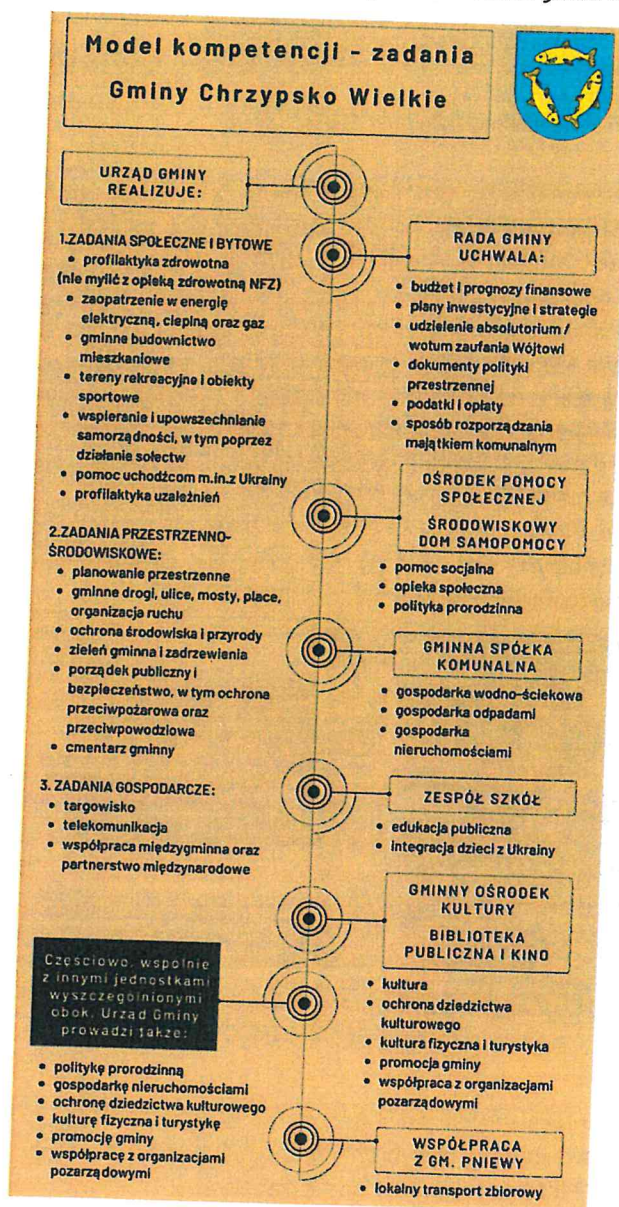 Model kompetencji - zadania
Gminy Chrzypsko Wielkie
URZĄD GMINY
REALIZUJE:
1.ZADANIA SPOŁECZNE I BYTOWE
• profilaktyka zdrowotna
(nie mylić z opieką zdrowotną NFZ)
• zaopatrzenie w energię
elektryczną, cieplną oraz gaz
• gminne budownictwo
mieszkaniowe
• tereny rekreacyjne i obiekty
sportowe
• wspieranie i upowszechnianie
samorządności, w tym poprzez
działanie sołectw
• pomoc uchodźcom m.in.z Ukrainy
• profilaktyka uzależnień
2.ZADANIA PRZESTRZENNO-
ŚRODOWISKOWE:
• planowanie przestrzenne
• gminne drogi, ulice, mosty, place,
organizacja ruchu
• ochrona środowiska i przyrody
• zieleń gminna i zadrzewienia
• porządek publiczny i
bezpieczeństwo, w tym ochrona
przeciwpożarowa oraz
przeciwpowodziowa
• cmentarz gminny
3. ZADANIA GOSPODARCZE:
• targowisko
• telekomunikacja
• współpraca międzygminna oraz
partnerstwo międzynarodowe
Częściowo, wspólnie
z innymi jednostkami
wyszczególnionymi
obok, Urząd Gminy
prowadzi także:
• politykę prorodzinną
• gospodarkę nieruchomościami
• ochronę dziedzictwa kulturowego
• kulturę fizyczna i turystykę
• promocję gminy
• współpracę z organizacjami
pozarządowymi
RADA GMINY
UCHWALA:
• budżet i prognozy finansowe
• plany inwestycyjne i strategie
• udzielenie absolutorium /
wotum zaufania Wójtowi
• dokumenty polityki
przestrzennej
• podatki i opłaty
• sposób rozporządzania
majątkiem komunalnym
OŚRODEK POMOCY
SPOŁECZNEJ
ŚRODOWISKOWY
DOM SAMOPOMOCY
• pomoc socjalna
• opieka społeczna
• polityka prorodzinna
GMINNA SPÓŁKA
KOMUNALNA
• gospodarka wodno-ściekowa
• gospodarka odpadami
• gospodarka
nieruchomościami
ZESPÓŁ SZKÓŁ
• edukacja publiczna
• integracja dzieci z Ukrainy
GMINNY OŚRODEK
KULTURY
BIBLIOTEKA
PUBLICZNA I KINO
• kultura
• ochrona dziedzictwa
kulturowego
• kultura fizyczna i turystyka
• promocja gminy
• współpraca z organizacjami
pozarządowymi
WSPÓŁPRACA
Z GM. PNIEWY
• lokalny transport zbiorowy